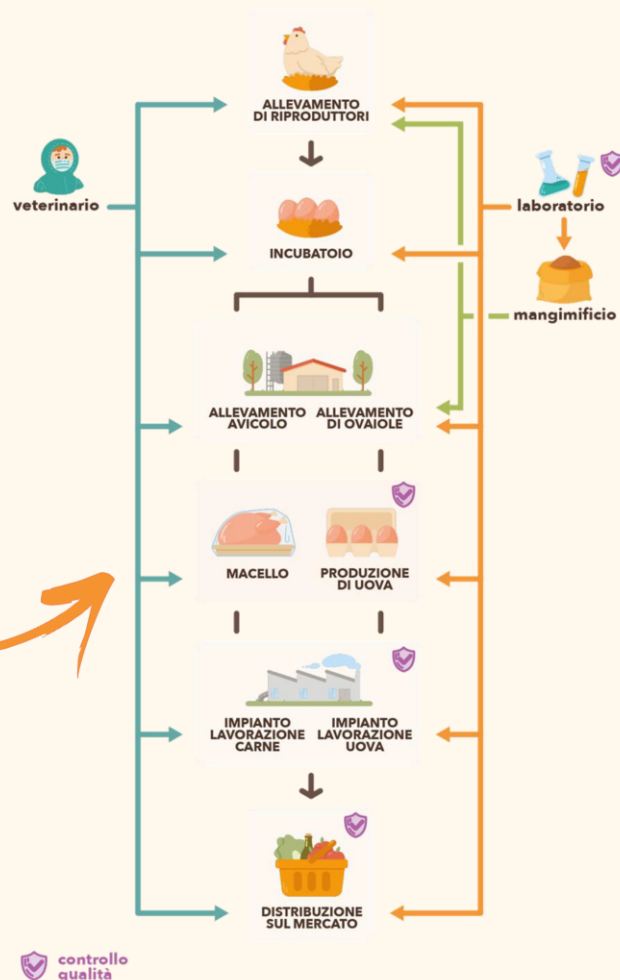 ALLEVAMENTO
DI RIPRODUTTORI
veterinario
laboratorio
INCUBATOIO
mangimificio
ALLEVAMENTO
AVICOLO
ALLEVAMENTO
DI OVAIOLE
MACELLO
PRODUZIONE
DI UOVA
IMPIANTO
LAVORAZIONE
CARNE
IMPIANTO
LAVORAZIONE
UOVA
DISTRIBUZIONE
SUL MERCATO
controllo
qualità